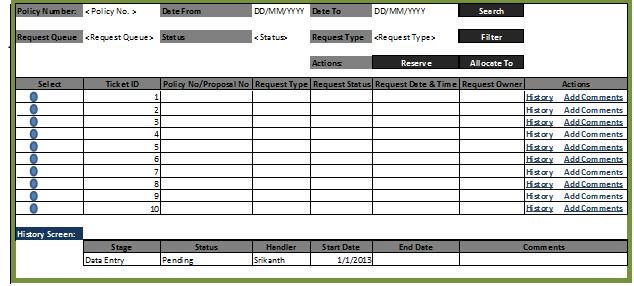 Policy Number: < Policy No. > Date From DD/MM/YYYY Date To DD/MM/YYYY Search
Request Queue <Request Queue> Status <Status> Request Type <Request Type> Filter
Actions: Reserve Allocate To
Select Ticket ID Policy No/Proposal No Request Type Request Status Request Date & Time Request Owner Actions
1 History Add Comments
2 History Add Comments
3 History Add Comments
4 History Add Comments
5 History Add Comments
6 History Add Comments
7 History Add Comments
8 History Add Comments
9 History Add Comments
10 History Add Comments
History Screen:
Stage Status Handler Start Date End Date Comments
Data Entry Pending Srikanth 1/1/2013